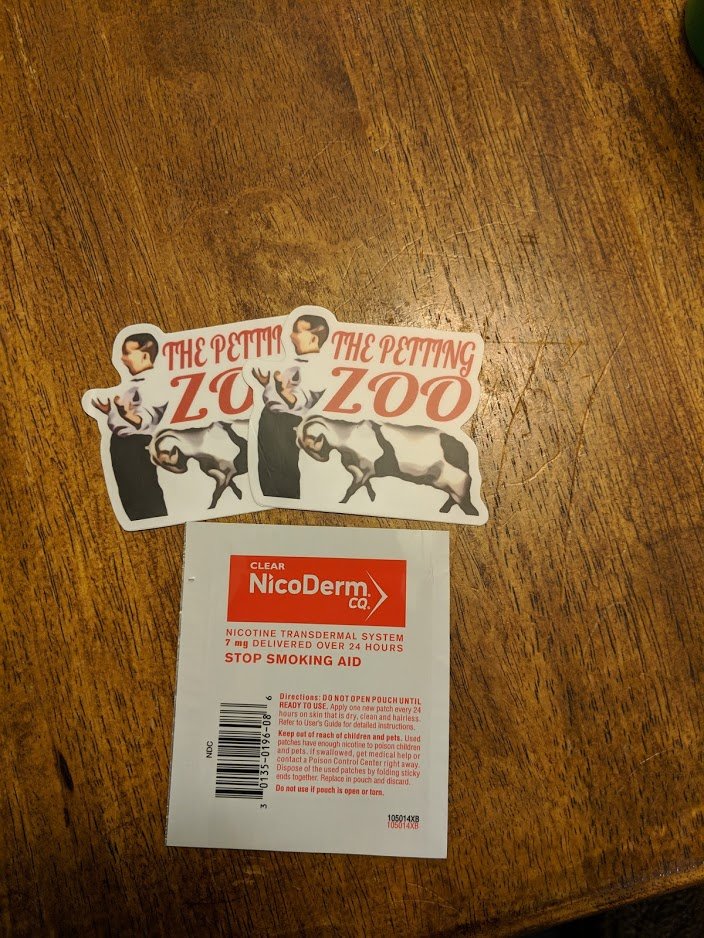 THE PETTIN
ZO
THE PETTING
ZOO
CLEAR
NicoDerm®
CQ®
NICOTINE TRANSDERMAL SYSTEM
7 mg DELIVERED OVER 24 HOURS
STOP SMOKING AID
Directions: DO NOT OPEN POUCH UNTIL
READY TO USE. Apply one new patch every 24
hours on skin that is dry, clean and hairless.
Refer to User's Guide for detailed instructions.
Keep out of reach of children and pets. Used
patches have enough nicotine to poison children
and pets. If swallowed, get medical help or
contact a Poison Control Center right away.
Dispose of the used patches by folding sticky
ends together. Replace in pouch and discard.
Do not use if pouch is open or torn.
NDC
3 0135-0196-08 6
105014XB
105014XB